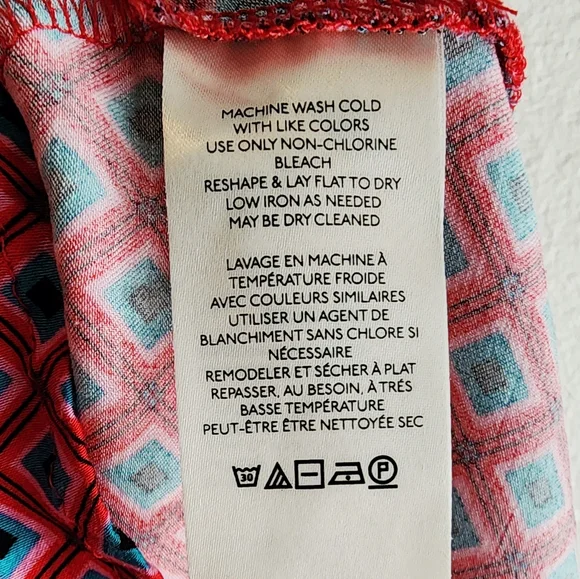 MACHINE WASH COLD
WITH LIKE COLORS
USE ONLY NON-CHLORINE
BLEACH
RESHAPE & LAY FLAT TO DRY
LOW IRON AS NEEDED
MAY BE DRY CLEANED
LAVAGE EN MACHINE À
TEMPÉRATURE FROIDE
AVEC COULEURS SIMILAIRES
UTILISER UN AGENT DE
BLANCHIMENT SANS CHLORE SI
NÉCESSAIRE
REMODELER ET SÉCHER À PLAT
REPASSER, AU BESOIN, À TRÉS
BASSE TEMPÉRATURE
PEUT-ÊTRE ÊTRE NETTOYÉE SEC
30 P